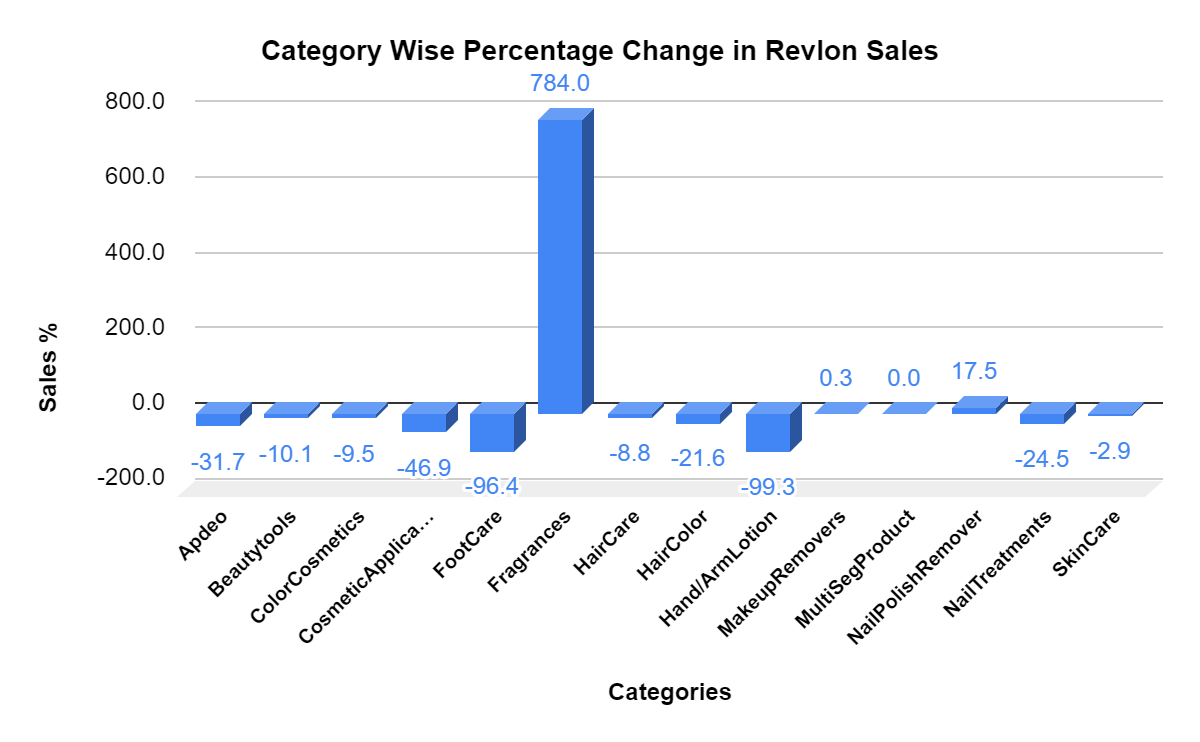 Category Wise Percentage Change in Revlon Sales
784.0
800.0
600.0
400.0
200.0
0.0
-200.0
Sales %
-31.7
-10.1
-9.5
-46.9
-96.4
-8.8
-21.6
-99.3
0.3
0.0
17.5
-24.5
-2.9
Apdeo
Beautytools
ColorCosmetics
CosmeticApplica...
FootCare
Fragrances
HairCare
HairColor
Hand/ArmLotion
MakeupRemovers
MultiSegProduct
NailPolishRemover
NailTreatments
SkinCare
Categories